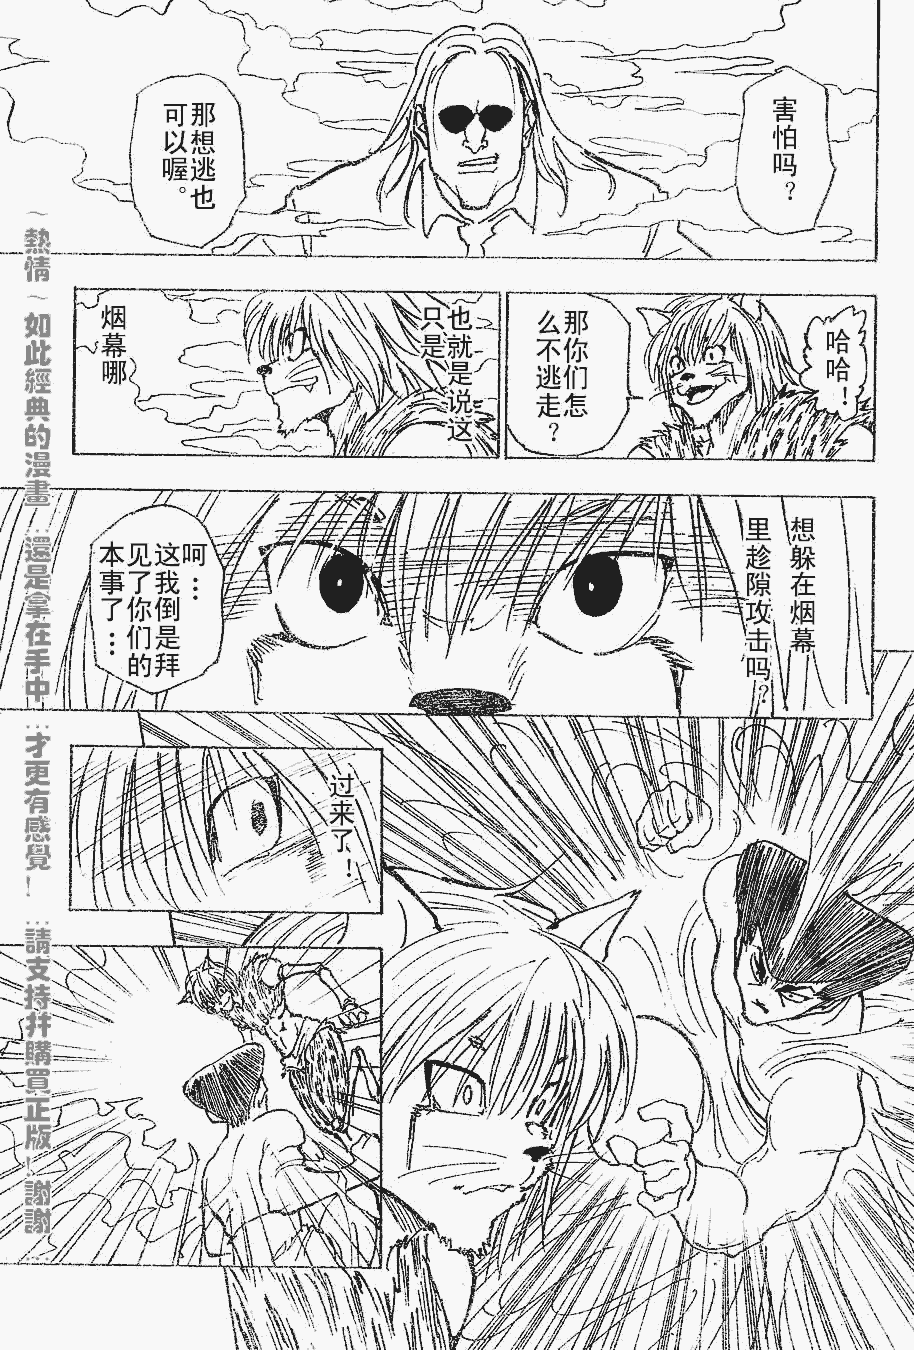 害怕吗？
那想逃也
可以喔。
哈
哈！
那你们怎
么不逃走？
也就是说这
只是
烟幕哪
想躲在烟幕
里趁隙攻击吗？
呵…
这我倒是拜
见了你们的
本事了…
过来了！
～熱情～如此經典的漫畫…還是拿在手中…才更有感覺！…請支持并購買正版！謝謝…